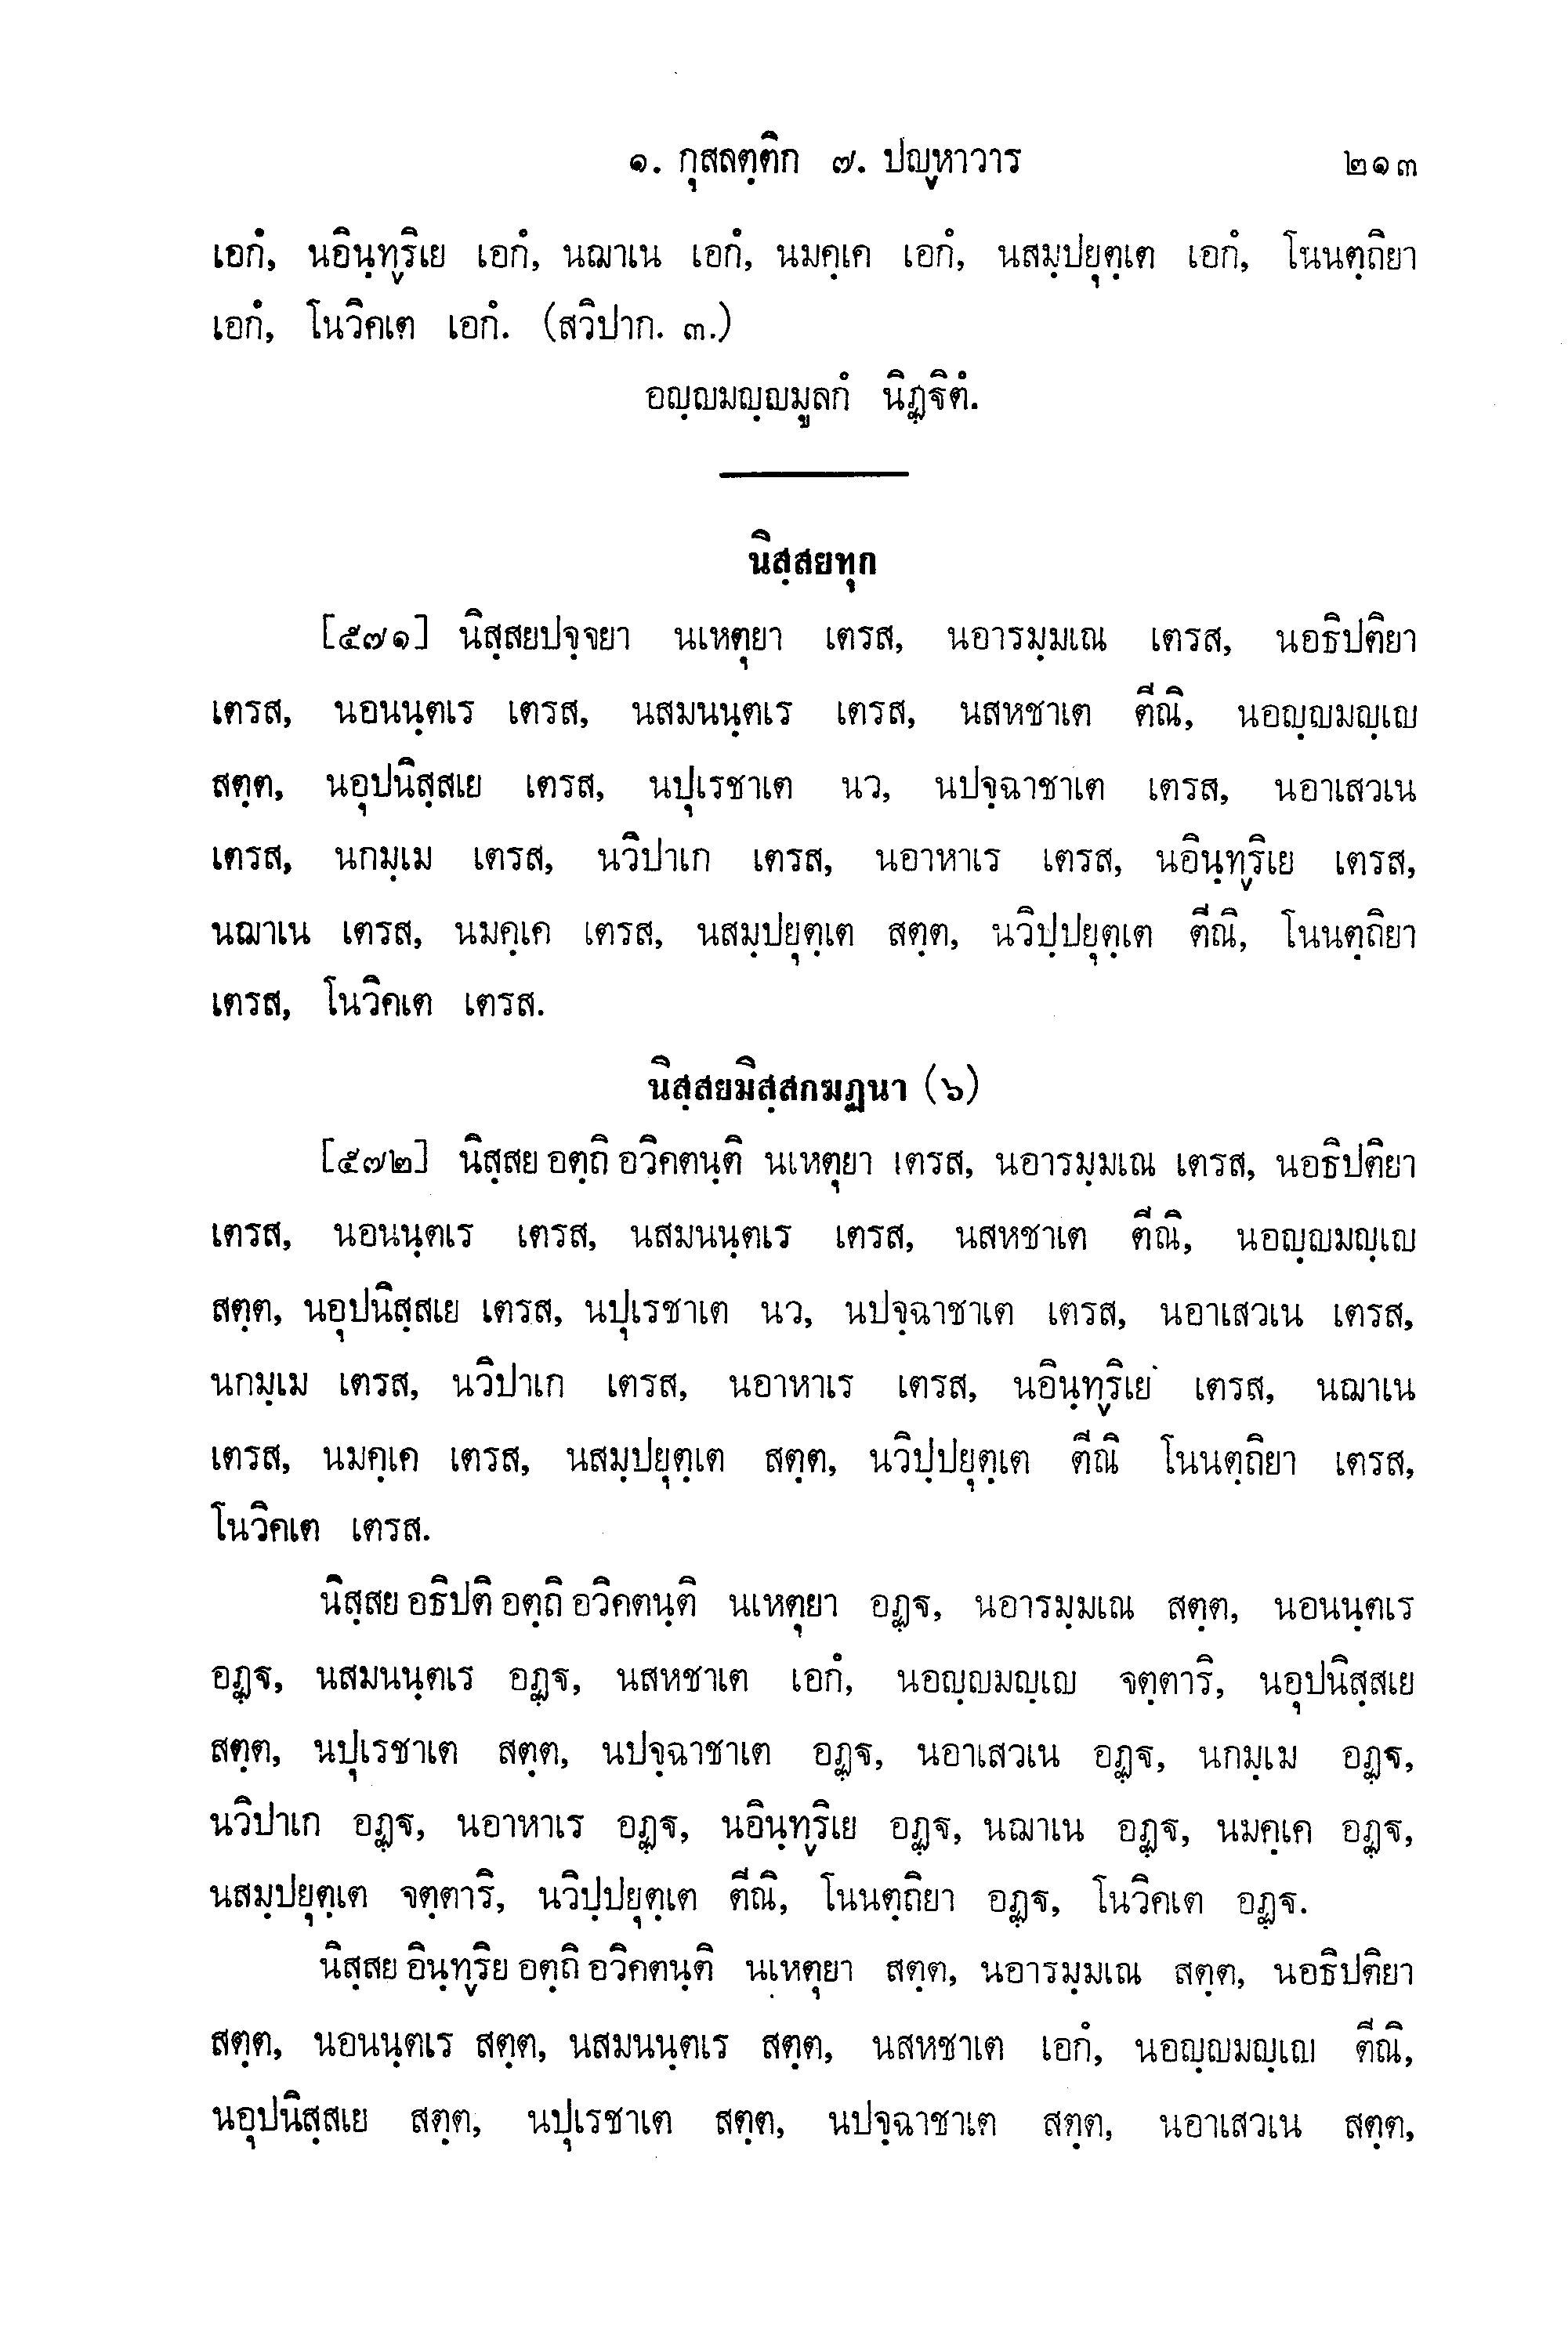 ๑. กุสลตฺติก ๗. ปญฺหาวาร ๒๑๓
เอกํ, นอินฺทฺริเย เอกํ, นฌาเน เอกํ, นมคฺเค เอกํ, นสมฺปยุตฺเต เอกํ, โนนตฺถิยา
เอกํ, โนวิคเต เอกํ. (สวิปาก. ๓.)
อญฺญมญฺญมูลกํ นิฏฺฐิตํ.
นิสฺสยทุก
[๕๗๑] นิสฺสยปจฺจยา นเหตุยา เตรส, นอารมฺมเณ เตรส, นอธิปติยา
เตรส, นอนนฺตเร เตรส, นสมนนฺตเร เตรส, นสหชาเต ตีณิ, นอญฺญมญฺเญ
สตฺต, นอุปนิสฺสเย เตรส, นปุเรชาเต นว, นปจฺฉาชาเต เตรส, นอาเสวเน
เตรส, นกมฺเม เตรส, นวิปาเก เตรส, นอาหาเร เตรส, นอินฺทฺริเย เตรส,
นฌาเน เตรส, นมคฺเค เตรส, นสมฺปยุตฺเต สตฺต, นวิปฺปยุตฺเต ตีณิ, โนนตฺถิยา
เตรส, โนวิคเต เตรส.
นิสฺสยมิสฺสกฆฏนา (๖)
[๕๗๒] นิสฺสย อตฺถิ อวิคตนฺติ นเหตุยา เตรส, นอารมฺมเณ เตรส, นอธิปติยา
เตรส, นอนนฺตเร เตรส, นสมนนฺตเร เตรส, นสหชาเต ตีณิ, นอญฺญมญฺเญ
สตฺต, นอุปนิสฺสเย เตรส, นปุเรชาเต นว, นปจฺฉาชาเต เตรส, นอาเสวเน เตรส,
นกมฺเม เตรส, นวิปาเก เตรส, นอาหาเร เตรส, นอินฺทฺริเย เตรส, นฌาเน
เตรส, นมคฺเค เตรส, นสมฺปยุตฺเต สตฺต, นวิปฺปยุตฺเต ตีณิ โนนตฺถิยา เตรส,
โนวิคเต เตรส.
นิสฺสย อธิปติ อตฺถิ อวิคตนฺติ นเหตุยา อฏฺฐ, นอารมฺมเณ สตฺต, นอนนฺตเร
อฏฺฐ, นสมนนฺตเร อฏฺฐ, นสหชาเต เอกํ, นอญฺญมญฺเญ จตฺตาริ, นอุปนิสฺสเย
สตฺต, นปุเรชาเต สตฺต, นปจฺฉาชาเต อฏฺฐ, นอาเสวเน อฏฺฐ, นกมฺเม อฏฺฐ,
นวิปาเก อฏฺฐ, นอาหาเร อฏฺฐ, นอินฺทฺริเย อฏฺฐ, นฌาเน อฏฺฐ, นมคฺเค อฏฺฐ,
นสมฺปยุตฺเต จตฺตาริ, นวิปฺปยุตฺเต ตีณิ, โนนตฺถิยา อฏฺฐ, โนวิคเต อฏฺฐ.
นิสฺสย อินฺทฺริย อตฺถิ อวิคตนฺติ นเหตุยา สตฺต, นอารมฺมเณ สตฺต, นอธิปติยา
สตฺต, นอนนฺตเร สตฺต, นสมนนฺตเร สตฺต, นสหชาเต เอกํ, นอญฺญมญฺเญ ตีณิ,
นอุปนิสฺสเย สตฺต, นปุเรชาเต สตฺต, นปจฺฉาชาเต สตฺต, นอาเสวเน สตฺต,